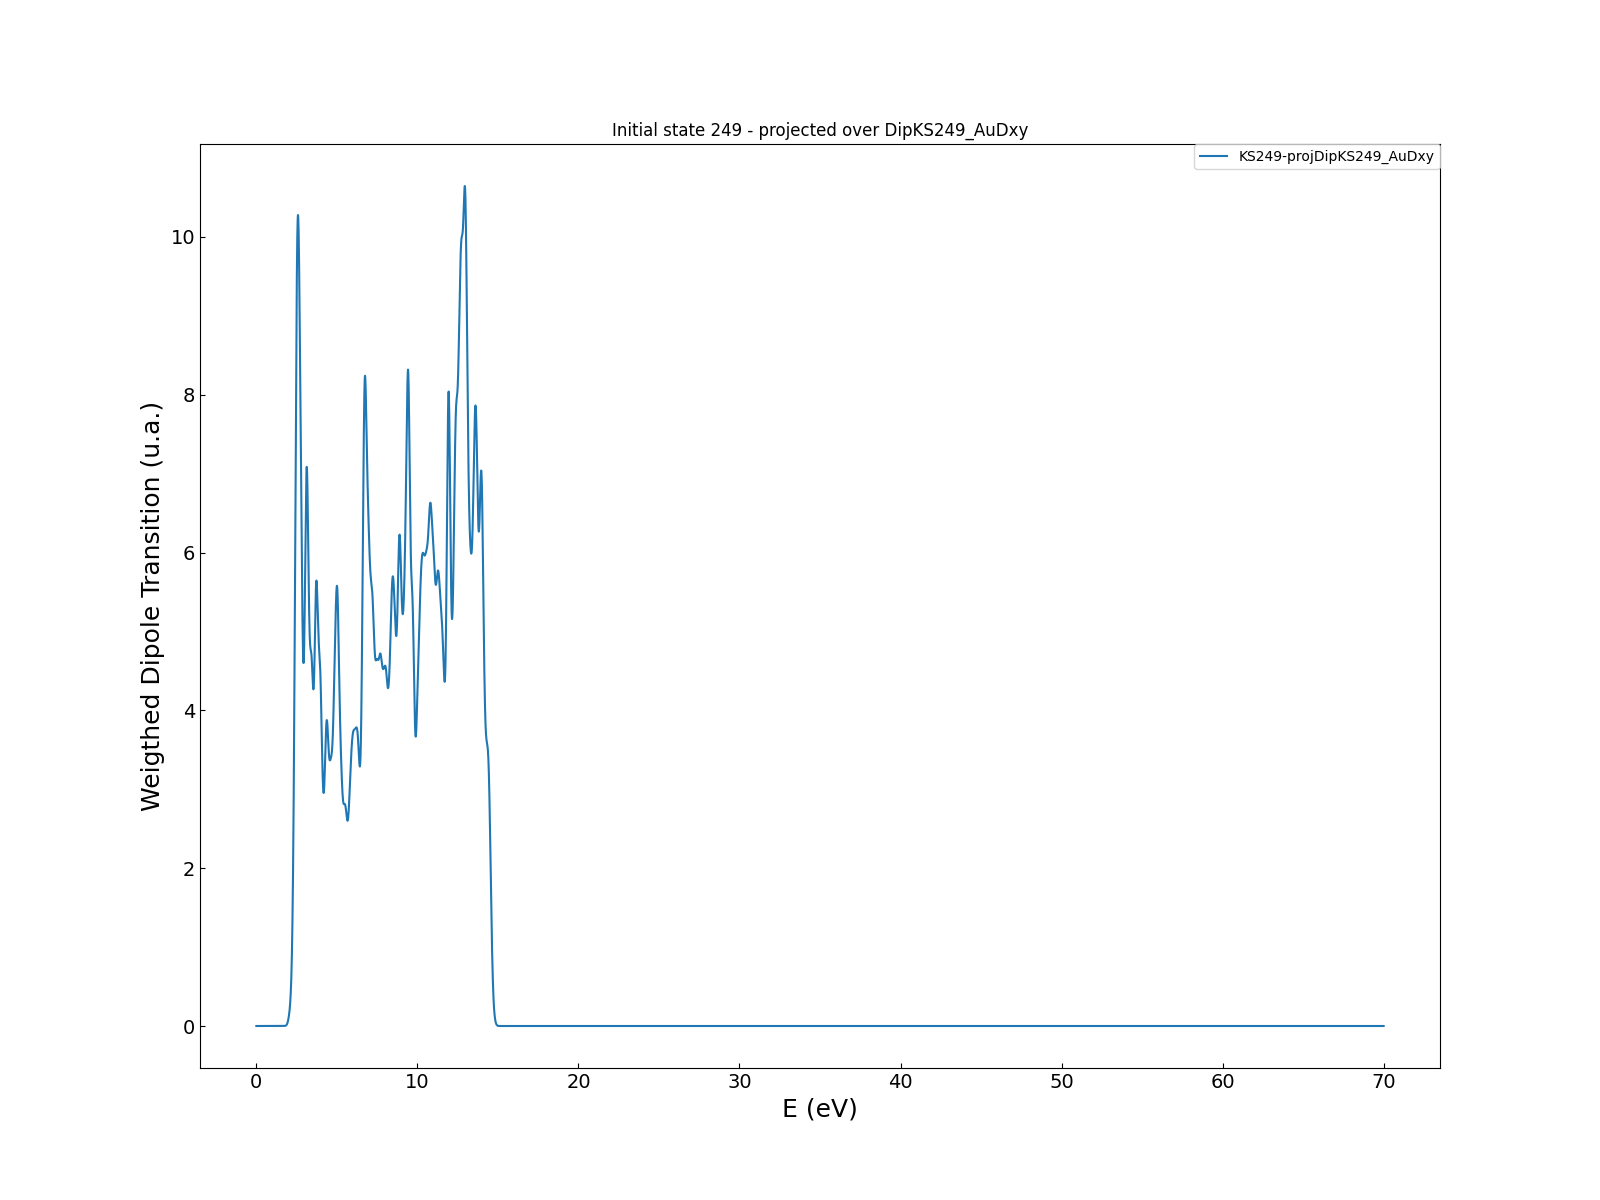 Initial state 249 - projected over DipKS249_AuDxy
KS249-projDipKS249_AuDxy
Weigthed Dipole Transition (u.a.)
10
8
6
4
2
0
0 10 20 30 40 50 60 70
E (eV)